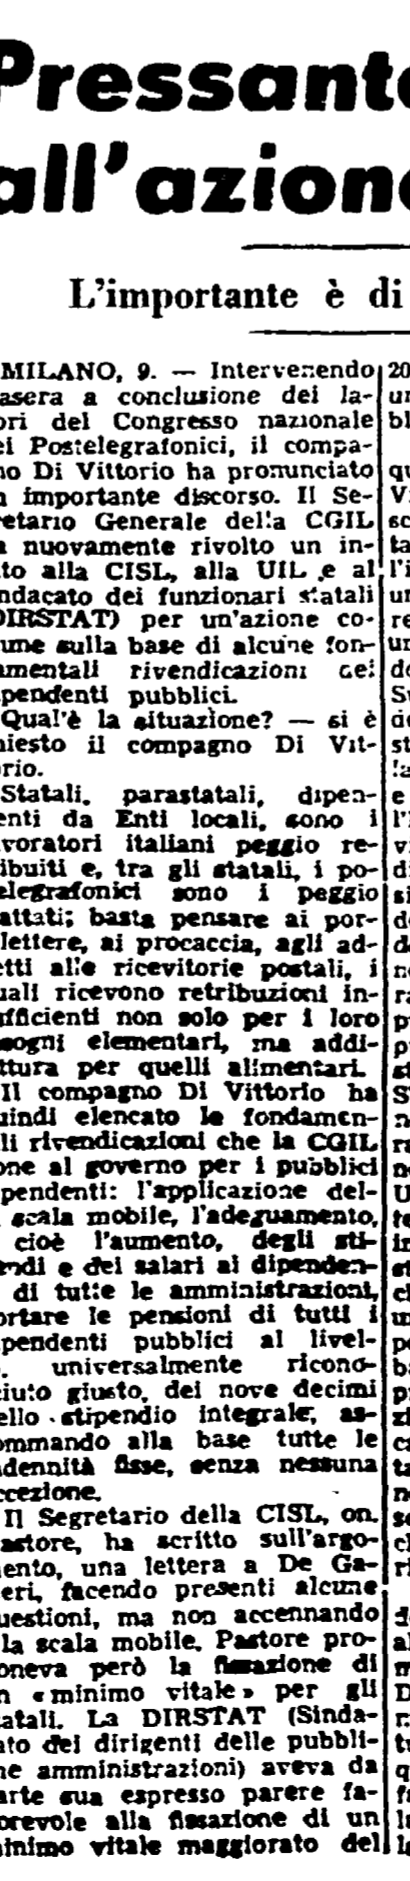 Pressant
all'azion
L'importante è di
MILANO, 9. — Intervenendo
asera a conclusione dei la-
ori del Congresso nazionale
ei Postelegrafonici, il compa-
no Di Vittorio ha pronunciato
n importante discorso. Il Se-
retario Generale della CGIL
a nuovamente rivolto un in-
to alla CISL, alla UIL e al
ndacato dei funzionari statali
DIRSTAT) per un'azione co-
une sulla base di alcune fon-
amentali rivendicazioni dei
pendenti pubblici.
Qual'è la situazione? — si è
hiesto il compagno Di Vit-
rio.
Statali, parastatali, dipen-
enti da Enti locali, sono i
voratori italiani peggio re-
ibuiti e, tra gli statali, i po-
elegrafonici sono i peggio
attati; basta pensare ai por-
lettere, ai procaccia, agli ad-
etti alle ricevitorie postali, i
uali ricevono retribuzioni in-
ufficienti non solo per i loro
sogni elementari, ma addi-
ttura per quelli alimentari.
Il compagno Di Vittorio ha
uindi elencato le fondamen-
li rivendicazioni che la CGIL
one al governo per i pubblici
pendenti: l'applicazione del-
scala mobile, l'adeguamento,
cioè l'aumento, degli sti-
endi e dei salari ai dipenden-
di tutte le amministrazioni,
ortare le pensioni di tutti i
pendenti pubblici al livel-
universalmente ricono-
ciuto giusto, dei nove decimi
ello stipendio integrale, as-
ommando alla base tutte le
dennità fisse, senza nessuna
ccezione.
Il Segretario della CISL, on.
astore, ha scritto sull'argo-
mento, una lettera a De Ga-
eri, facendo presenti alcune
uestioni, ma non accennando
la scala mobile. Pastore pro-
oneva però la fissazione di
n «minimo vitale» per gli
atali. La DIRSTAT (Sinda-
ato dei dirigenti delle pubbli-
he amministrazioni) aveva da
arte sua espresso parere fa-
orevole alla fissazione di un
minimo vitale maggiorato del